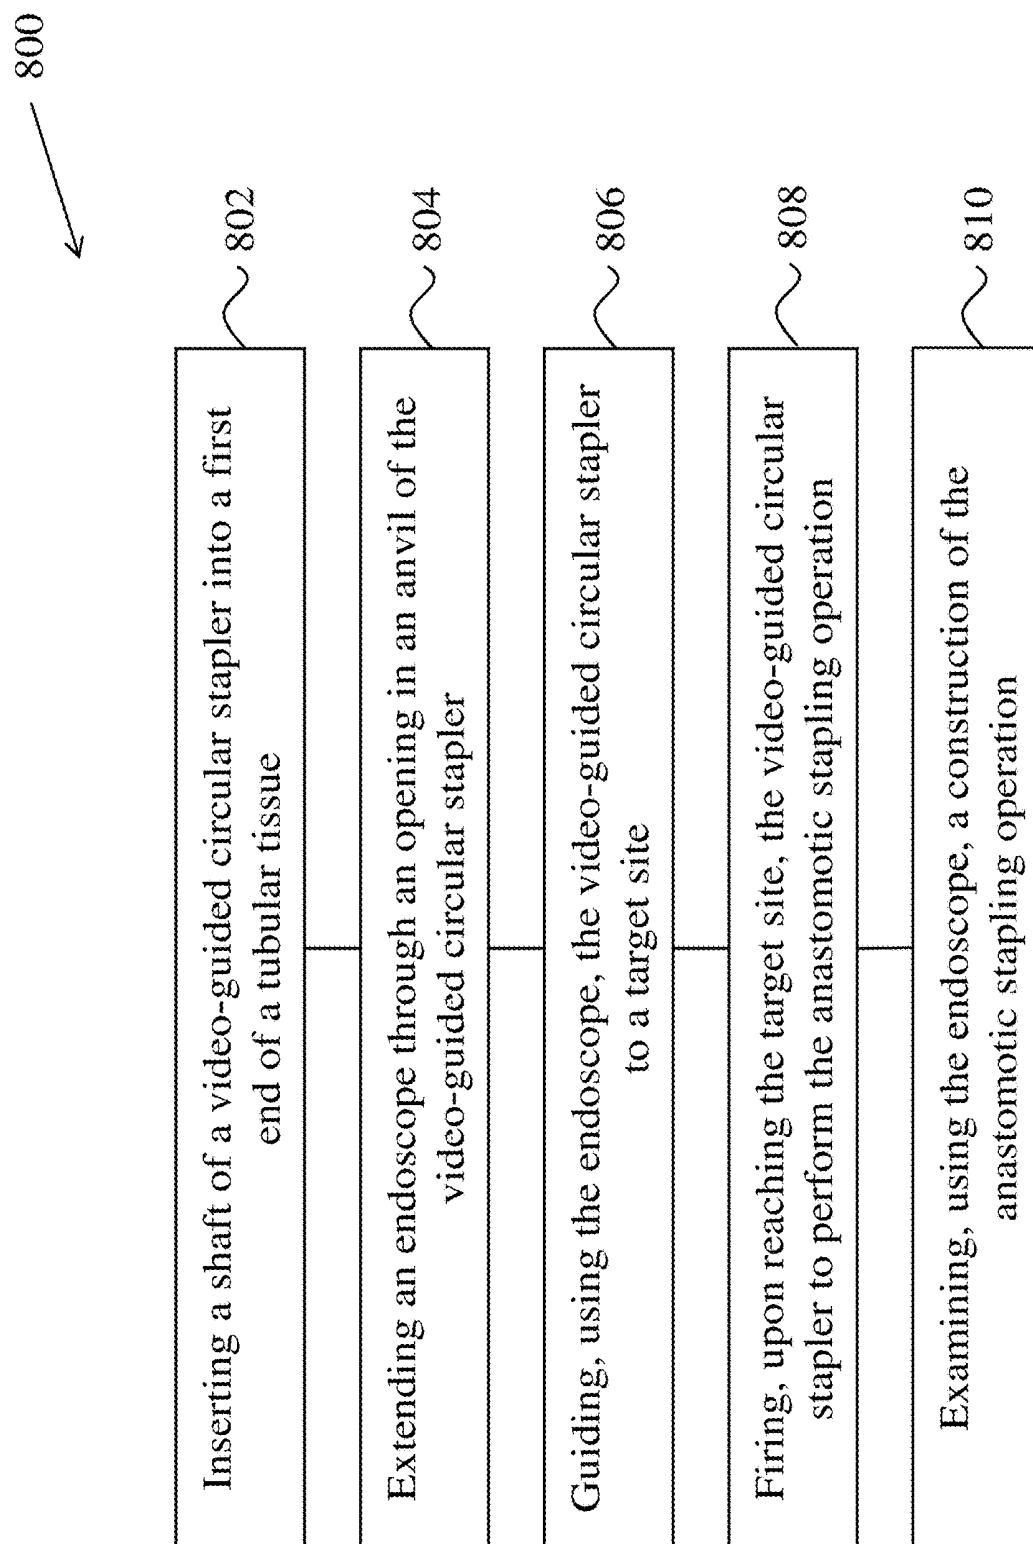 800
Inserting a shaft of a video-guided circular stapler into a first
end of a tubular tissue
802
Extending an endoscope through an opening in an anvil of the
video-guided circular stapler
804
Guiding, using the endoscope, the video-guided circular stapler
to a target site
806
Firing, upon reaching the target site, the video-guided circular
stapler to perform the anastomotic stapling operation
808
Examining, using the endoscope, a construction of the
anastomotic stapling operation
810